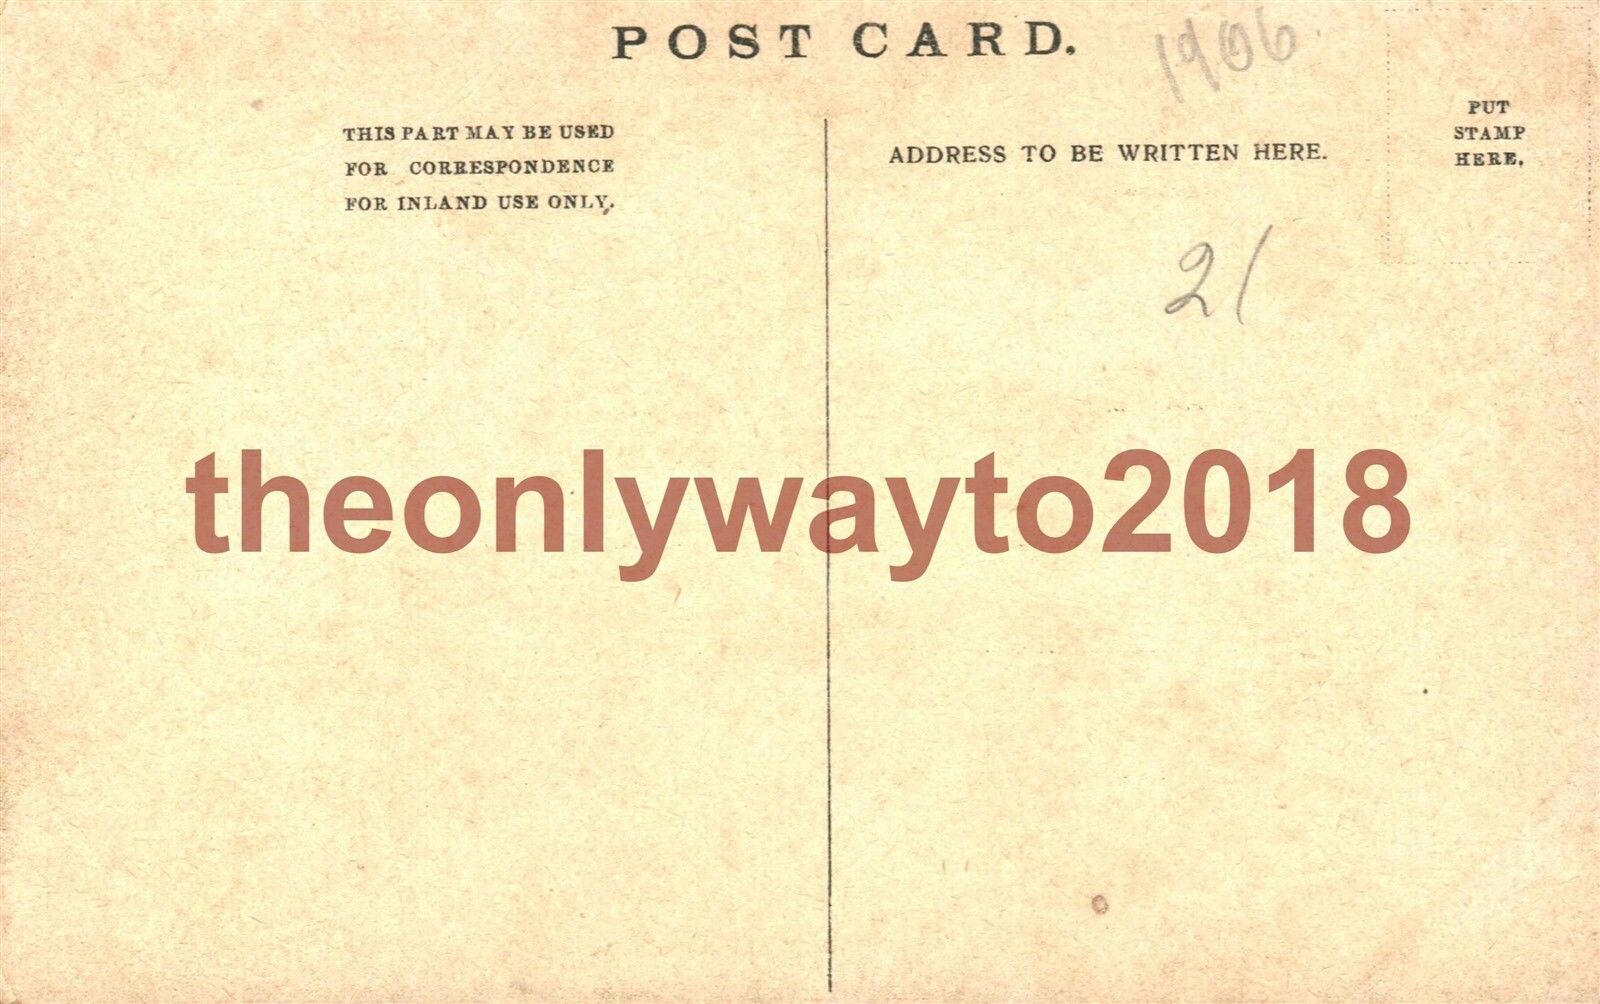 POST CARD.
1906.
THIS PART MAY BE USED
FOR CORRESPONDENCE
FOR INLAND USE ONLY.
ADDRESS TO BE WRITTEN HERE.
PUT
STAMP
HERE.
2/
theonlywayto2018